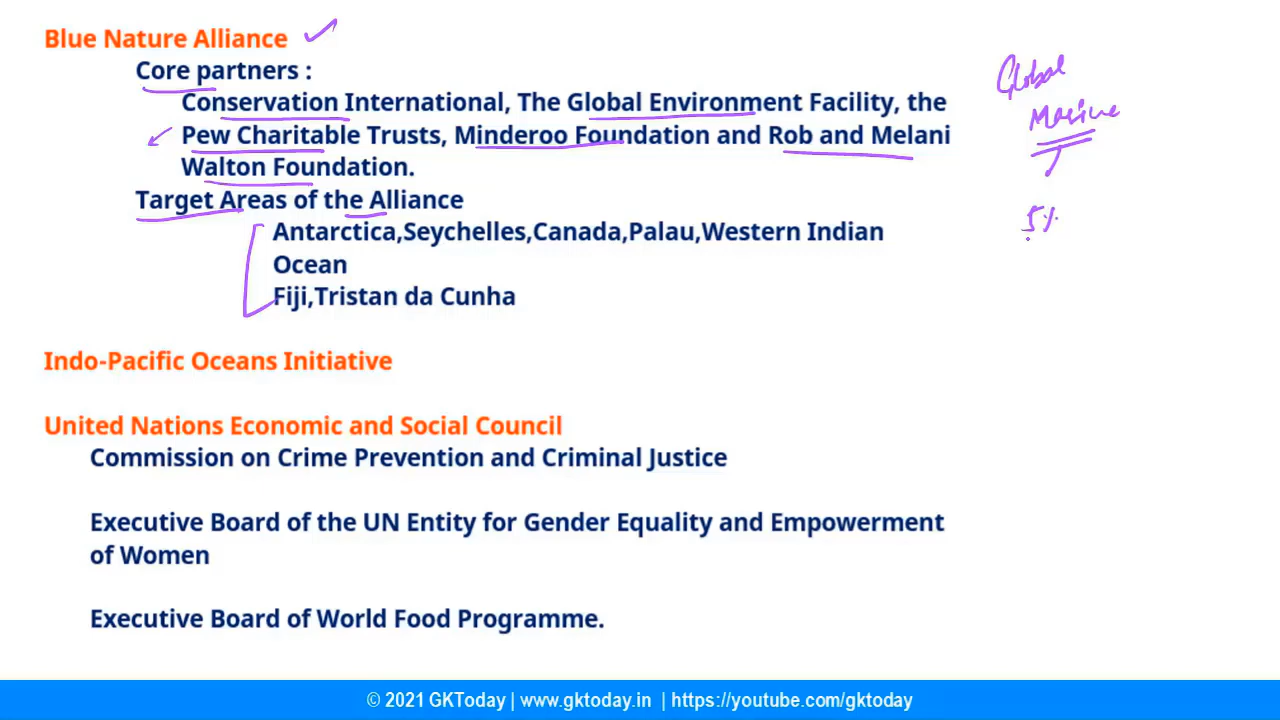 Blue Nature Alliance
Core partners :
Conservation International, The Global Environment Facility, the
Pew Charitable Trusts, Minderoo Foundation and Rob and Melani
Walton Foundation.
Target Areas of the Alliance
Antarctica,Seychelles,Canada,Palau,Western Indian
Ocean
Fiji,Tristan da Cunha
Global
Marine
5%
Indo-Pacific Oceans Initiative
United Nations Economic and Social Council
Commission on Crime Prevention and Criminal Justice
Executive Board of the UN Entity for Gender Equality and Empowerment
of Women
Executive Board of World Food Programme.
© 2021 GKToday | www.gktoday.in | https://youtube.com/gktoday